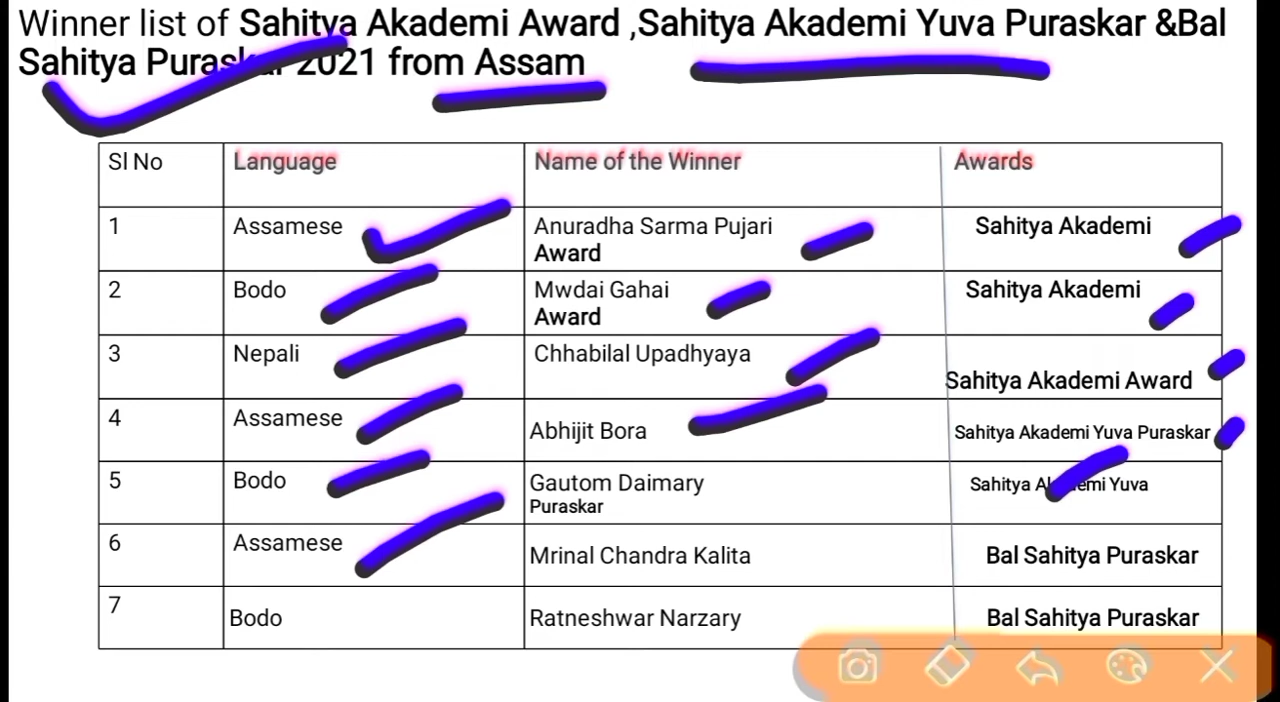 Winner list of Sahitya Akademi Award ,Sahitya Akademi Yuva Puraskar &Bal
Sahitya Puraskar 2021 from Assam
Sl No Language Name of the Winner Awards
1 Assamese Anuradha Sarma Pujari Sahitya Akademi
Award
2 Bodo Mwdai Gahai Sahitya Akademi
Award
3 Nepali Chhabilal Upadhyaya
Sahitya Akademi Award
4 Assamese Abhijit Bora Sahitya Akademi Yuva Puraskar
5 Bodo Gautom Daimary Sahitya Akademi Yuva
Puraskar
6 Assamese Mrinal Chandra Kalita Bal Sahitya Puraskar
7 Bodo Ratneshwar Narzary Bal Sahitya Puraskar